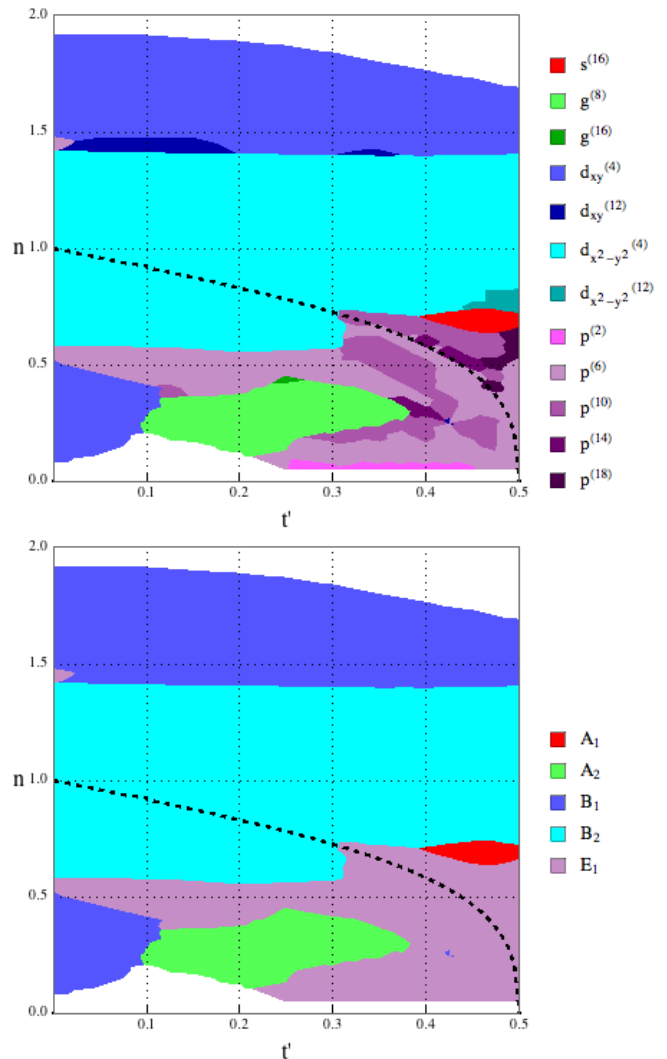 2.0
1.5
n 1.0
0.5
0.0
0.1 0.2 0.3 0.4 0.5
t'
s⁽¹⁶⁾
g⁽⁸⁾
g⁽¹⁶⁾
dxy⁽⁴⁾
dxy⁽¹²⁾
dx²−y²⁽⁴⁾
dx²−y²⁽¹²⁾
p⁽²⁾
p⁽⁶⁾
p⁽¹⁰⁾
p⁽¹⁴⁾
p⁽¹⁸⁾
2.0
1.5
n 1.0
0.5
0.0
0.1 0.2 0.3 0.4 0.5
t'
A₁
A₂
B₁
B₂
E₁